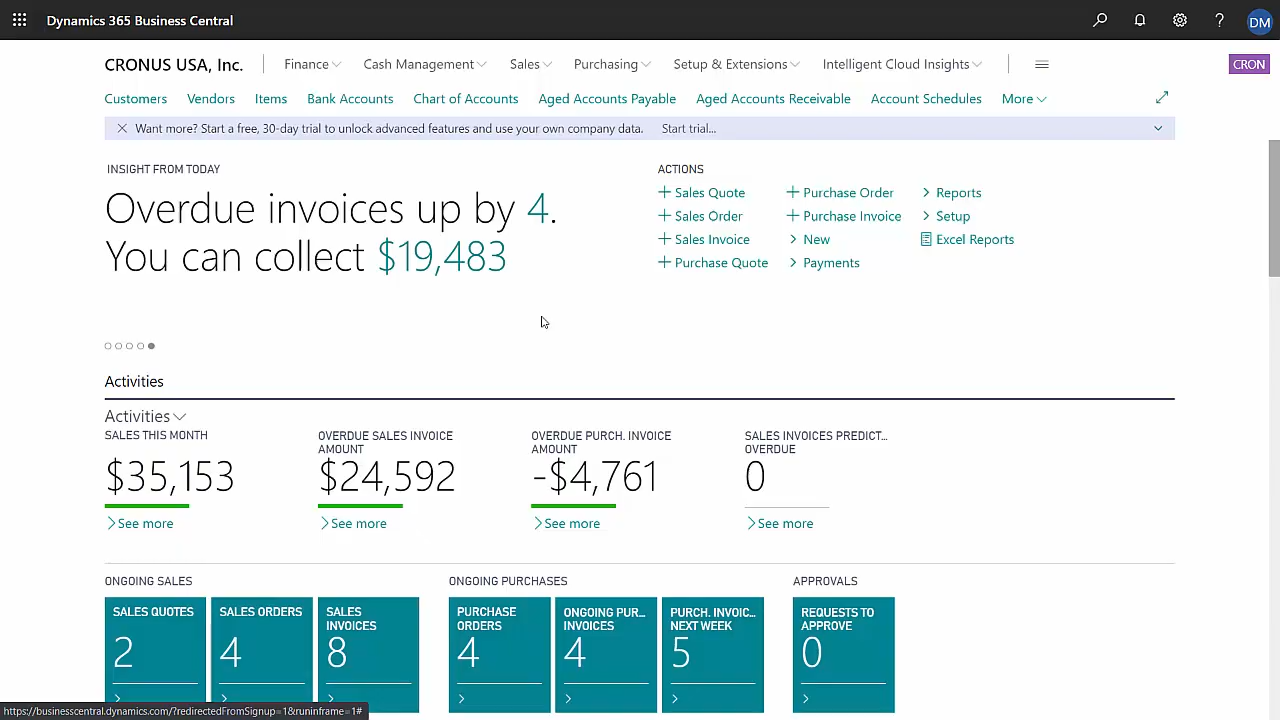 Dynamics 365 Business Central
?
DM
CRONUS USA, Inc.
Finance
Cash Management
Sales
Purchasing
Setup & Extensions
Intelligent Cloud Insights
CRON
Customers
Vendors
Items
Bank Accounts
Chart of Accounts
Aged Accounts Payable
Aged Accounts Receivable
Account Schedules
More
Want more? Start a free, 30-day trial to unlock advanced features and use your own company data.
Start trial...
INSIGHT FROM TODAY
Overdue invoices up by 4.
You can collect $19,483
ACTIONS
Sales Quote
Sales Order
Sales Invoice
Purchase Quote
Purchase Order
Purchase Invoice
New
Payments
Reports
Setup
Excel Reports
Activities
Activities
SALES THIS MONTH
$35,153
See more
OVERDUE SALES INVOICE
AMOUNT
$24,592
See more
OVERDUE PURCH. INVOICE
AMOUNT
-$4,761
See more
SALES INVOICES PREDICT...
OVERDUE
0
See more
ONGOING SALES
SALES QUOTES
2
SALES ORDERS
4
SALES
INVOICES
8
ONGOING PURCHASES
PURCHASE
ORDERS
4
ONGOING PUR...
INVOICES
4
PURCH. INVOIC...
NEXT WEEK
5
APPROVALS
REQUESTS TO
APPROVE
0
https://businesscentral.dynamics.com/?redirectedFromSignup=1&runinframe=1#